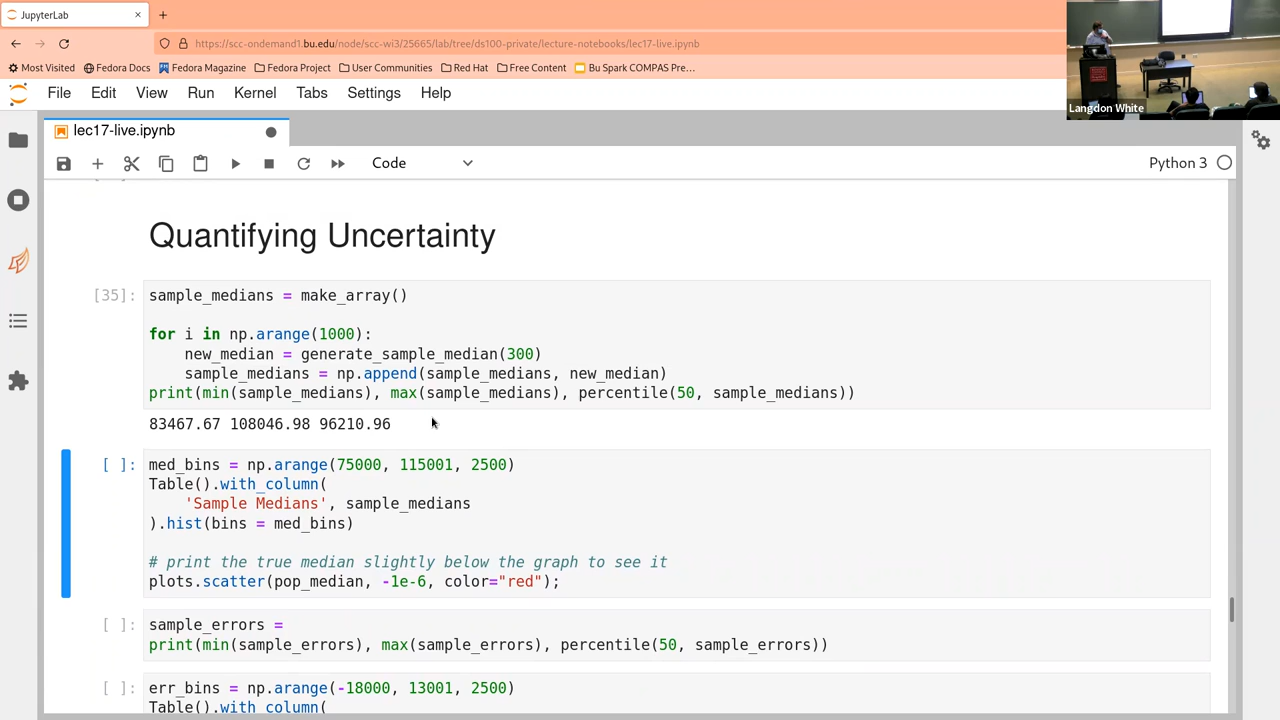 JupyterLab
https://scc-ondemand1.bu.edu/node/scc-wi3/25665/lab/tree/ds100-private/lecture-notebooks/lec17-live.ipynb
Most Visited Fedora Docs Fedora Magazine Fedora Project User Communities Red Hat Free Content Bu Spark COMPAS Pre…
Langdon White
File Edit View Run Kernel Tabs Settings Help
lec17-live.ipynb
Code Python 3
Quantifying Uncertainty
[35]: sample_medians = make_array()
for i in np.arange(1000):
new_median = generate_sample_median(300)
sample_medians = np.append(sample_medians, new_median)
print(min(sample_medians), max(sample_medians), percentile(50, sample_medians))
83467.67 108046.98 96210.96
[ ]: med_bins = np.arange(75000, 115001, 2500)
Table().with_column(
'Sample Medians', sample_medians
).hist(bins = med_bins)
# print the true median slightly below the graph to see it
plots.scatter(pop_median, -1e-6, color="red");
[ ]: sample_errors =
print(min(sample_errors), max(sample_errors), percentile(50, sample_errors))
[ ]: err_bins = np.arange(-18000, 13001, 2500)
Table().with_column(